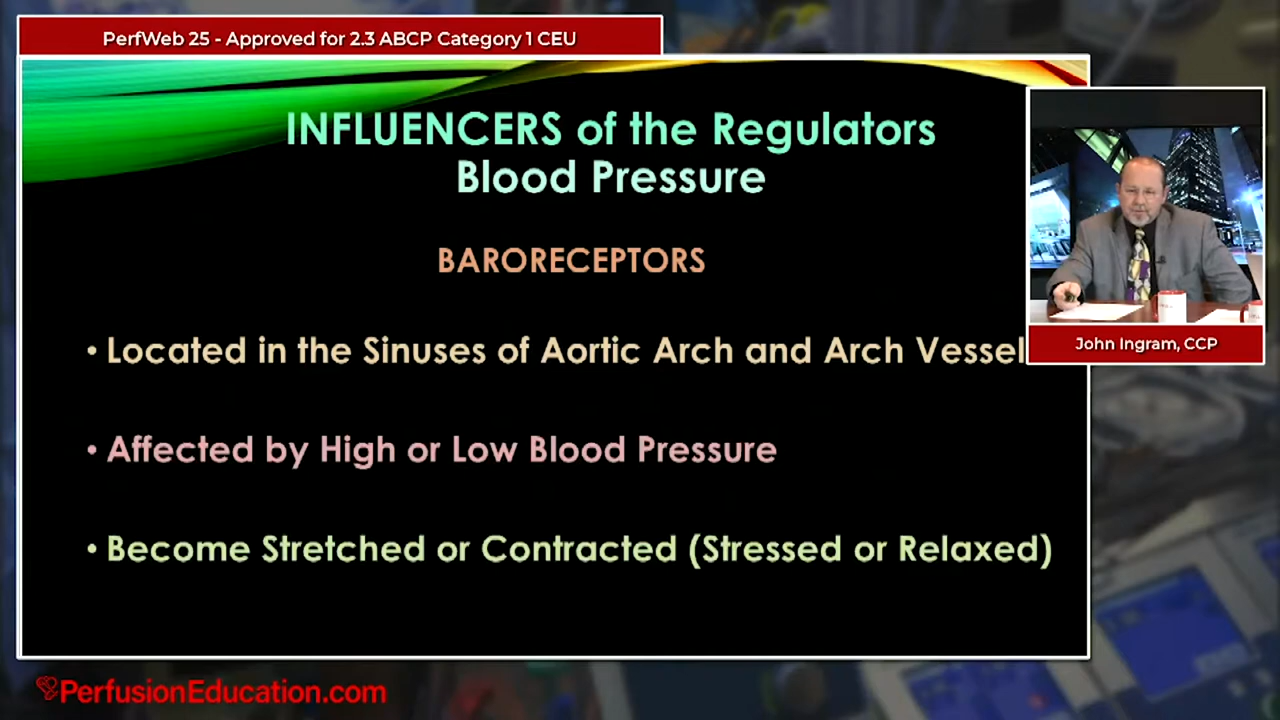 PerfWeb 25 - Approved for 2.3 ABCP Category 1 CEU
INFLUENCERS of the Regulators
Blood Pressure
BARORECEPTORS
• Located in the Sinuses of Aortic Arch and Arch Vessel
• Affected by High or Low Blood Pressure
• Become Stretched or Contracted (Stressed or Relaxed)
John Ingram, CCP
PerfusionEducation.com